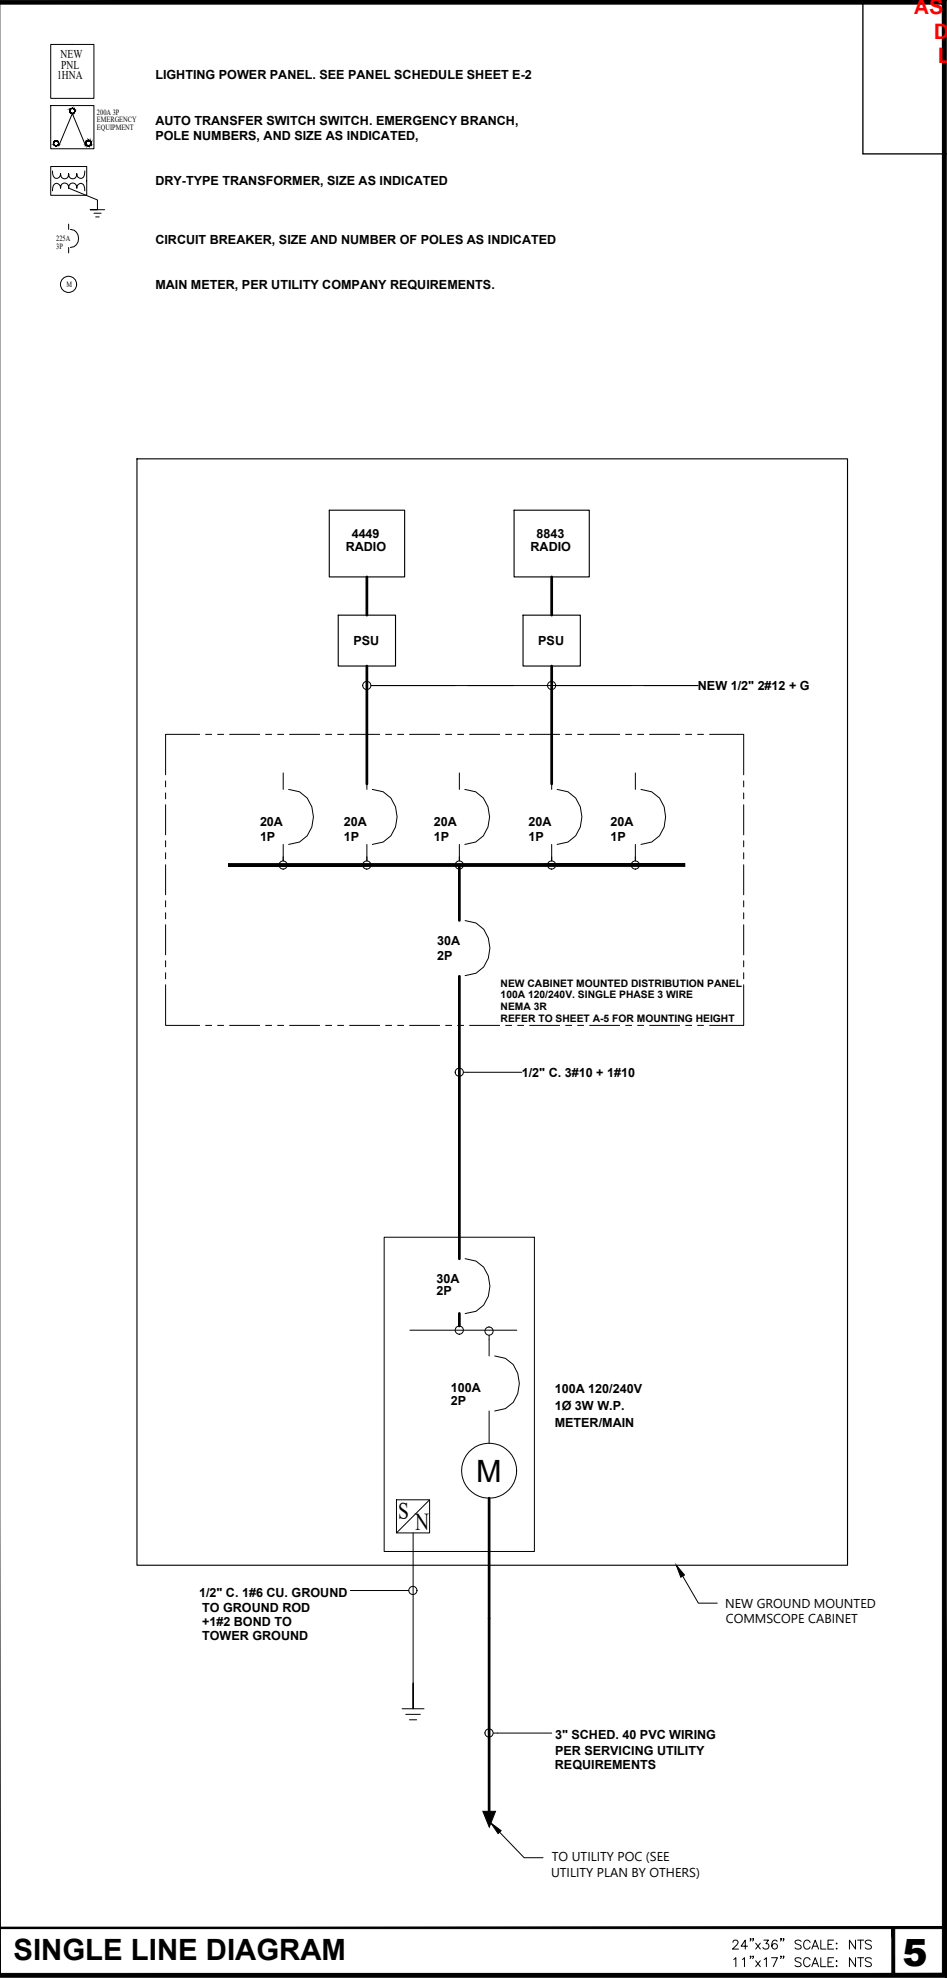 AS
D
L
NEW
PNL
1HNA
LIGHTING POWER PANEL. SEE PANEL SCHEDULE SHEET E-2
200A 3P
EMERGENCY
EQUIPMENT
AUTO TRANSFER SWITCH SWITCH. EMERGENCY BRANCH,
POLE NUMBERS, AND SIZE AS INDICATED,
DRY-TYPE TRANSFORMER, SIZE AS INDICATED
225A
3P
CIRCUIT BREAKER, SIZE AND NUMBER OF POLES AS INDICATED
M
MAIN METER, PER UTILITY COMPANY REQUIREMENTS.
4449
RADIO
8843
RADIO
PSU
PSU
NEW 1/2" 2#12 + G
20A
1P
20A
1P
20A
1P
20A
1P
20A
1P
30A
2P
NEW CABINET MOUNTED DISTRIBUTION PANEL
100A 120/240V. SINGLE PHASE 3 WIRE
NEMA 3R
REFER TO SHEET A-5 FOR MOUNTING HEIGHT
1/2" C. 3#10 + 1#10
30A
2P
100A
2P
100A 120/240V
1Ø 3W W.P.
METER/MAIN
M
S/N
1/2" C. 1#6 CU. GROUND
TO GROUND ROD
+1#2 BOND TO
TOWER GROUND
NEW GROUND MOUNTED
COMMSCOPE CABINET
3" SCHED. 40 PVC WIRING
PER SERVICING UTILITY
REQUIREMENTS
TO UTILITY POC (SEE
UTILITY PLAN BY OTHERS)
SINGLE LINE DIAGRAM
24"x36" SCALE: NTS
11"x17" SCALE: NTS
5